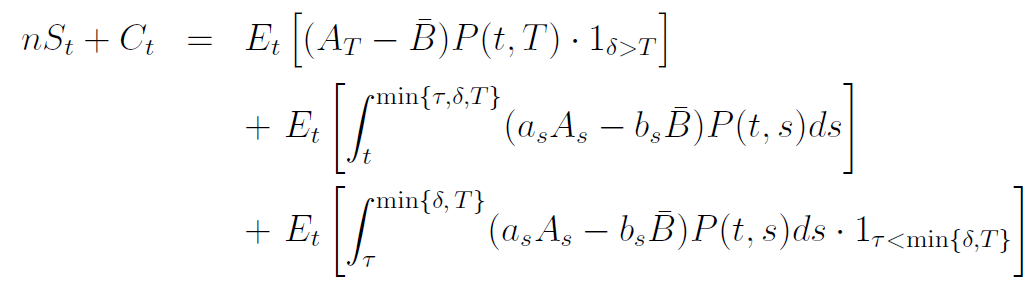 nS_t + C_t = E_t [(A_T − B̄)P(t, T) · 1_{δ>T}]
+ E_t [∫_t^{min{τ,δ,T}} (a_s A_s − b_s B̄)P(t, s)ds]
+ E_t [∫_τ^{min{δ,T}} (a_s A_s − b_s B̄)P(t, s)ds · 1_{τ<min{δ,T}}]